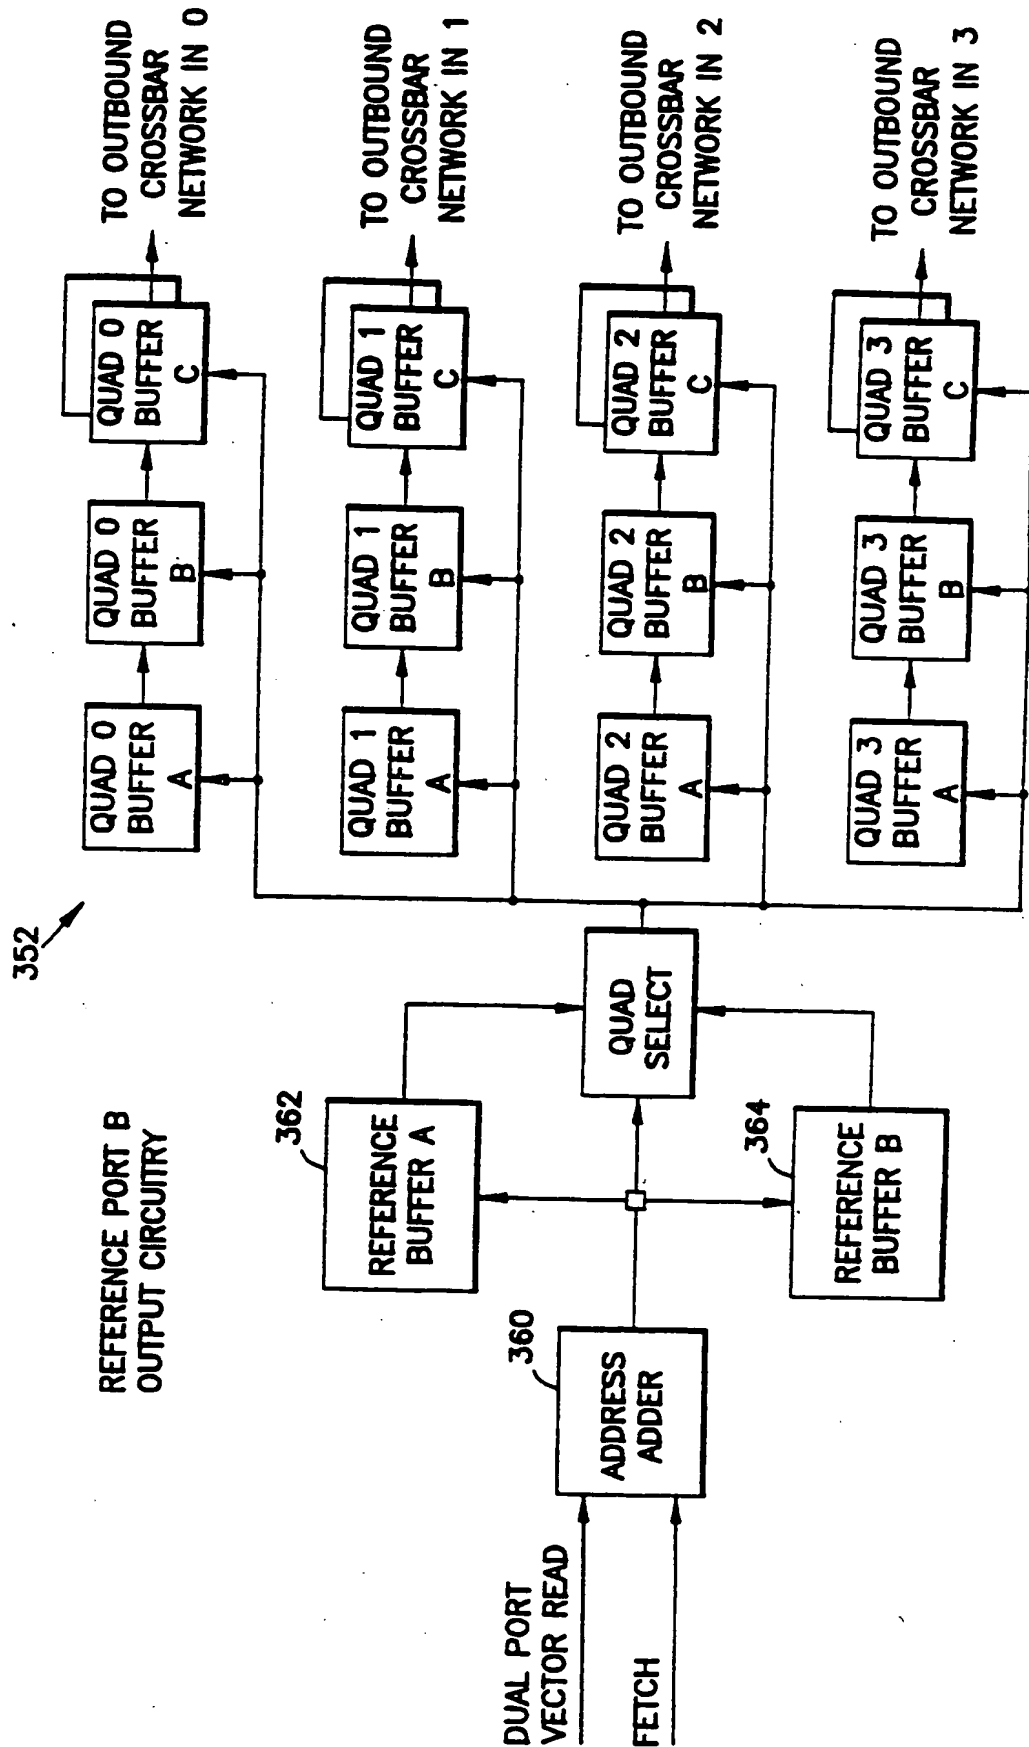 352
REFERENCE PORT B
OUTPUT CIRCUITRY
DUAL PORT
VECTOR READ
FETCH
360
ADDRESS
ADDER
362
REFERENCE
BUFFER A
364
REFERENCE
BUFFER B
QUAD
SELECT
QUAD 0
BUFFER
A
QUAD 0
BUFFER
B
QUAD 0
BUFFER
C
TO OUTBOUND
CROSSBAR
NETWORK IN 0
QUAD 1
BUFFER
A
QUAD 1
BUFFER
B
QUAD 1
BUFFER
C
TO OUTBOUND
CROSSBAR
NETWORK IN 1
QUAD 2
BUFFER
A
QUAD 2
BUFFER
B
QUAD 2
BUFFER
C
TO OUTBOUND
CROSSBAR
NETWORK IN 2
QUAD 3
BUFFER
A
QUAD 3
BUFFER
B
QUAD 3
BUFFER
C
TO OUTBOUND
CROSSBAR
NETWORK IN 3